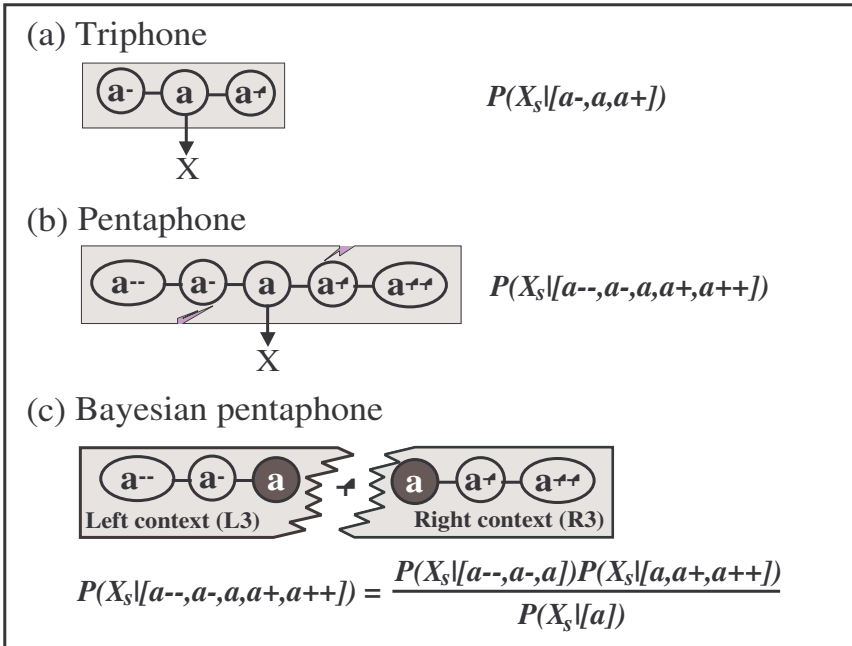 (a) Triphone
a- a a+
P(Xs|[a-,a,a+])
X
(b) Pentaphone
a-- a- a a+ a++
P(Xs|[a--,a-,a,a+,a++])
X
(c) Bayesian pentaphone
a-- a- a + a a+ a++
Left context (L3) Right context (R3)
P(Xs|[a--,a-,a,a+,a++]) = P(Xs|[a--,a-,a])P(Xs|[a,a+,a++])
P(Xs|[a])